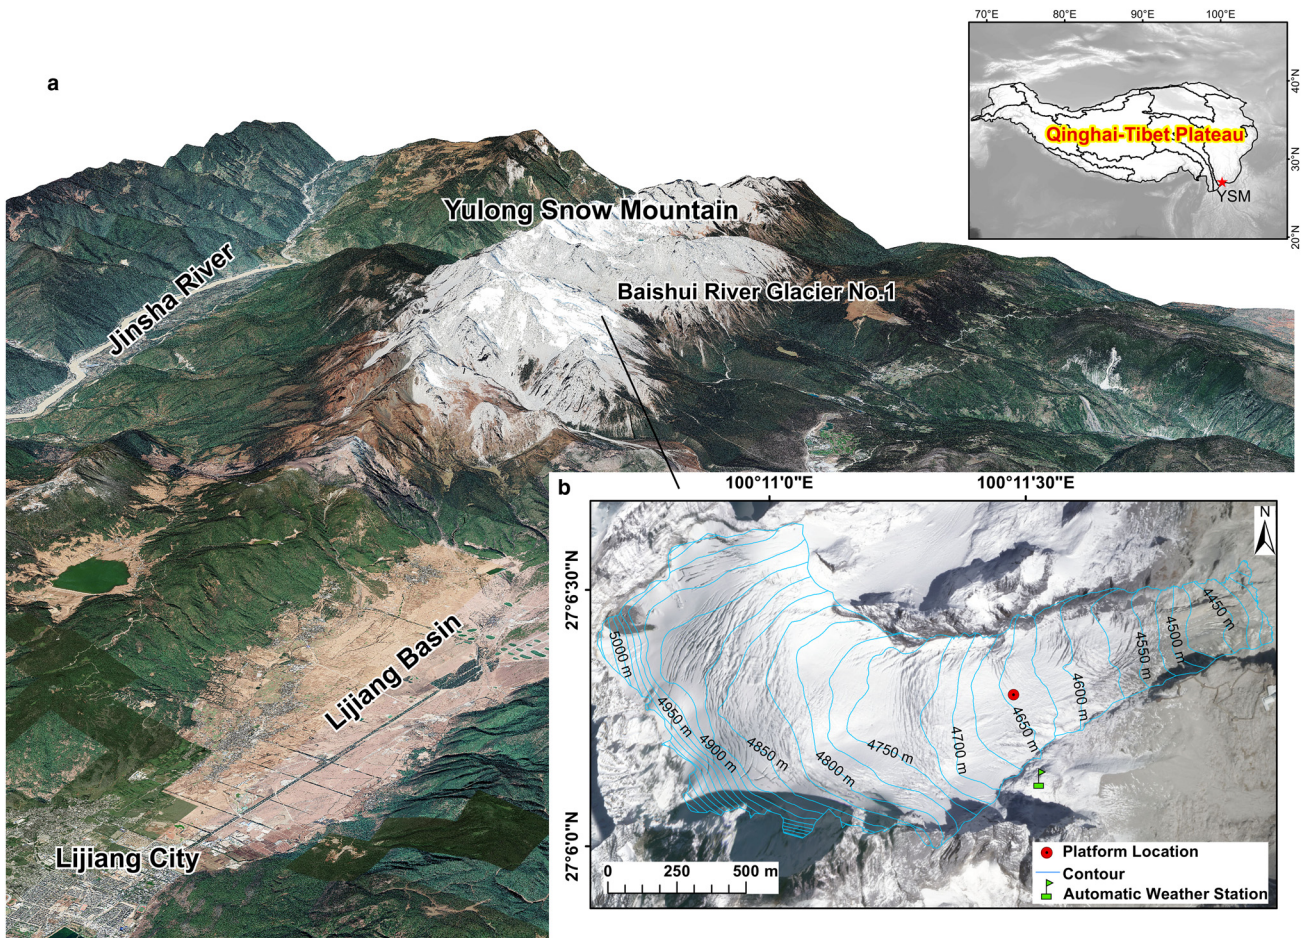 a
70°E
80°E
90°E
100°E
40°N
30°N
20°N
Qinghai-Tibet Plateau
YSM
Yulong Snow Mountain
Baishui River Glacier No.1
Jinsha River
Lijiang Basin
Lijiang City
b
100°11'0"E
100°11'30"E
27°6'30"N
27°6'0"N
N
5000 m
4950 m
4900 m
4850 m
4800 m
4750 m
4700 m
4650 m
4600 m
4550 m
4500 m
4450 m
0 250 500 m
Platform Location
Contour
Automatic Weather Station